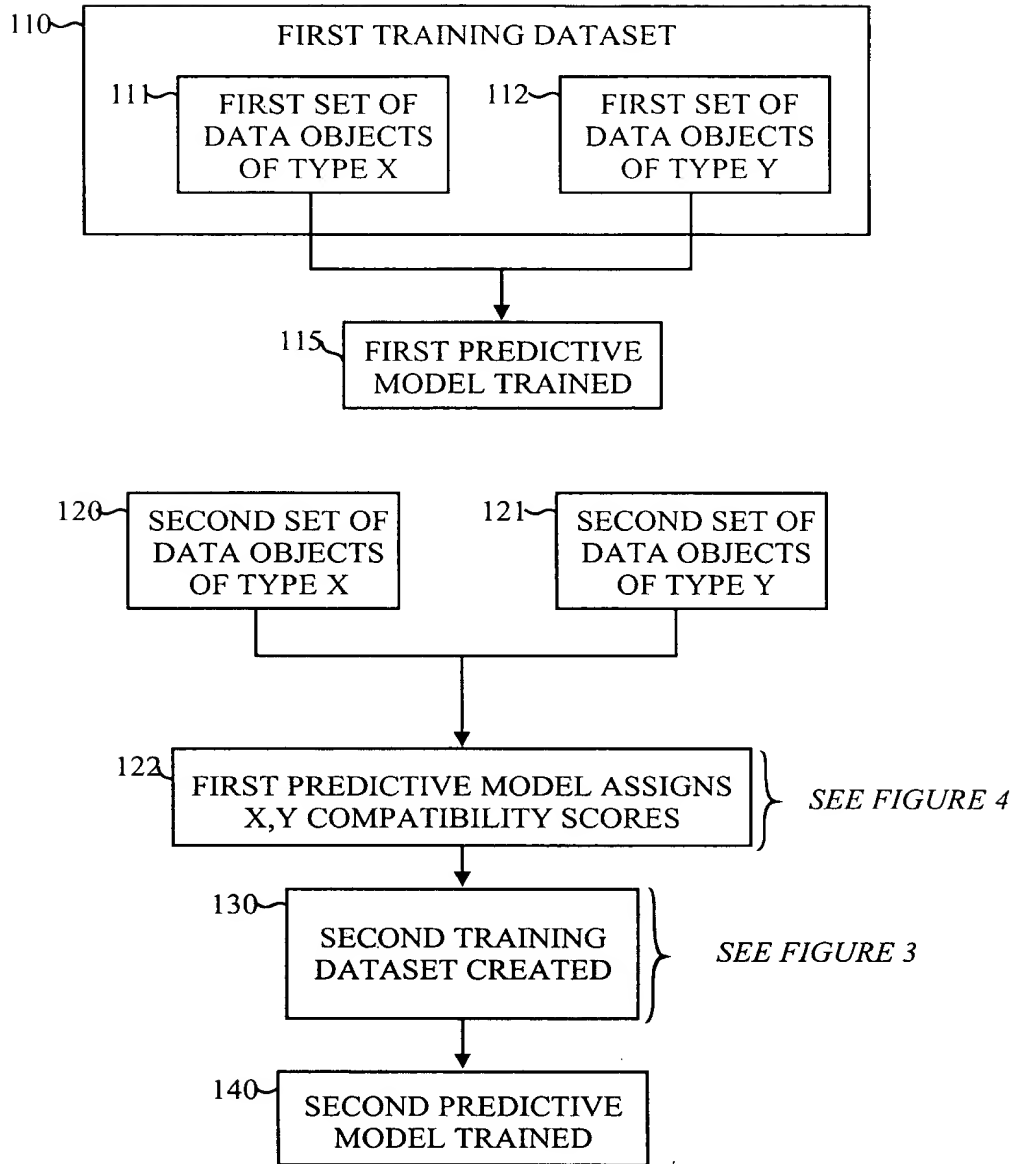 110
FIRST TRAINING DATASET
111
FIRST SET OF
DATA OBJECTS
OF TYPE X
112
FIRST SET OF
DATA OBJECTS
OF TYPE Y
115
FIRST PREDICTIVE
MODEL TRAINED
120
SECOND SET OF
DATA OBJECTS
OF TYPE X
121
SECOND SET OF
DATA OBJECTS
OF TYPE Y
122
FIRST PREDICTIVE MODEL ASSIGNS
X,Y COMPATIBILITY SCORES
SEE FIGURE 4
130
SECOND TRAINING
DATASET CREATED
SEE FIGURE 3
140
SECOND PREDICTIVE
MODEL TRAINED